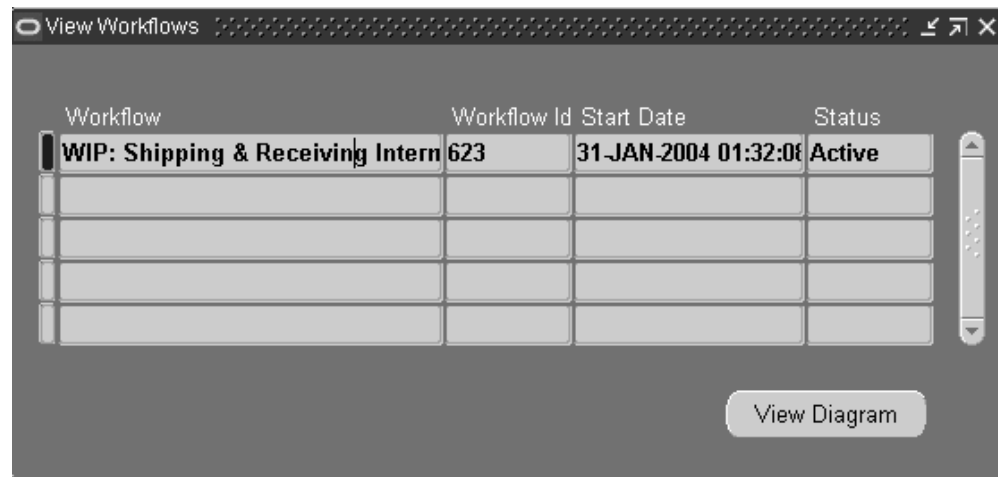 View Workflows
Workflow Workflow Id Start Date Status
WIP: Shipping & Receiving Intern 623 31-JAN-2004 01:32:08 Active
View Diagram